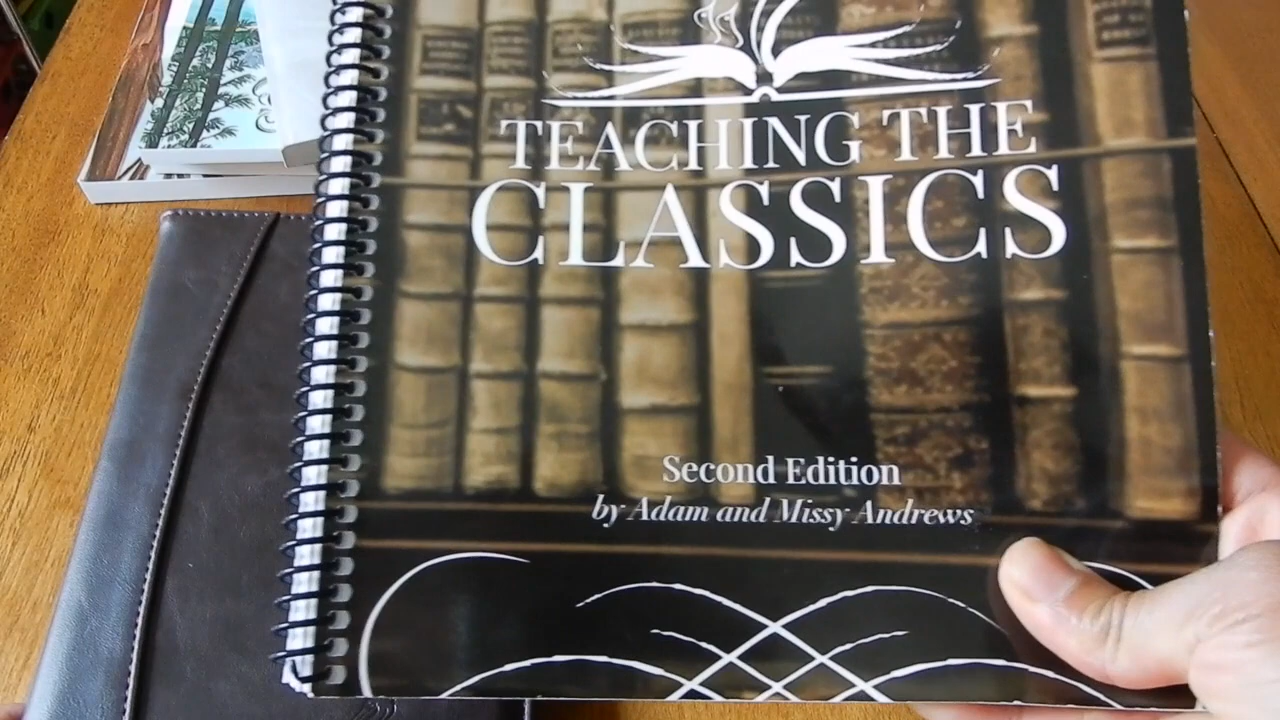 TEACHING THE
CLASSICS
Second Edition
by Adam and Missy Andrews